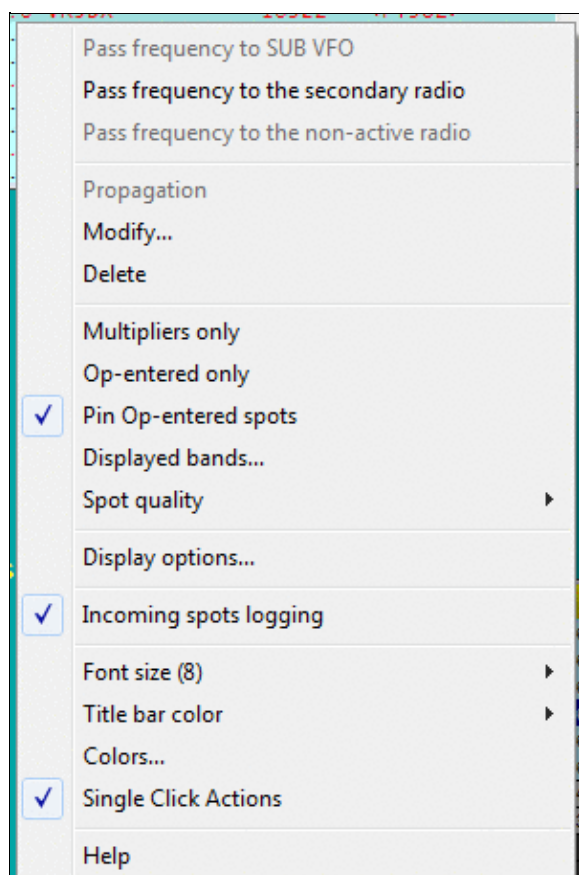 Pass frequency to SUB VFO
Pass frequency to the secondary radio
Pass frequency to the non-active radio
Propagation
Modify...
Delete
Multipliers only
Op-entered only
Pin Op-entered spots
Displayed bands...
Spot quality
Display options...
Incoming spots logging
Font size (8)
Title bar color
Colors...
Single Click Actions
Help